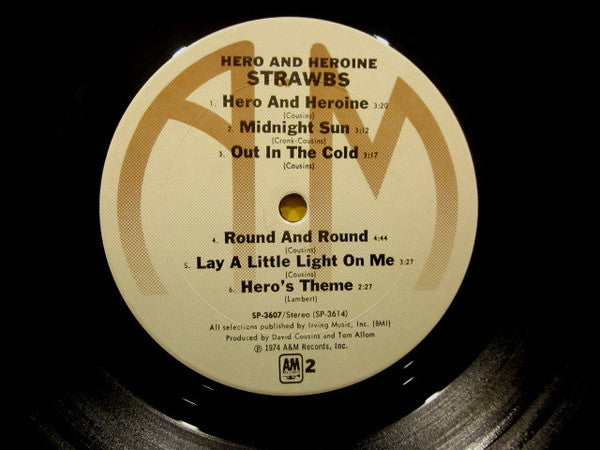 HERO AND HEROINE
STRAWBS
1. Hero And Heroine 3:20
(Cousins)
2. Midnight Sun 3:12
(Cronk-Cousins)
3. Out In The Cold 3:17
(Cousins)
4. Round And Round 4:44
(Cousins)
5. Lay A Little Light On Me 3:27
(Cousins)
6. Hero's Theme 2:27
(Lambert)
SP-3607/Stereo (SP-3614)
All selections published by Irving Music, Inc. (BMI)
Produced by David Cousins and Tom Allom
℗ 1974 A&M Records, Inc.
A&M 2